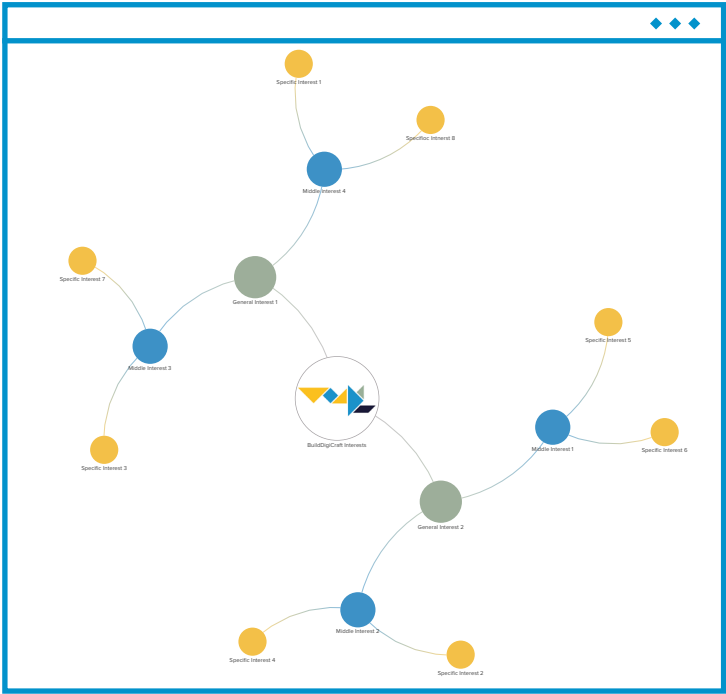 Specific Interest 1
Specifioc Intrerst 8
Middle Interest 4
Specific Interest 7
General Interest 1
Specific Interest 5
Middle Interest 3
BuildDigiCraft Interests
Middle Interest 1
Specific Interest 6
Specific Interest 3
General Interest 2
Middle Interest 2
Specific Interest 4
Specific Interest 2